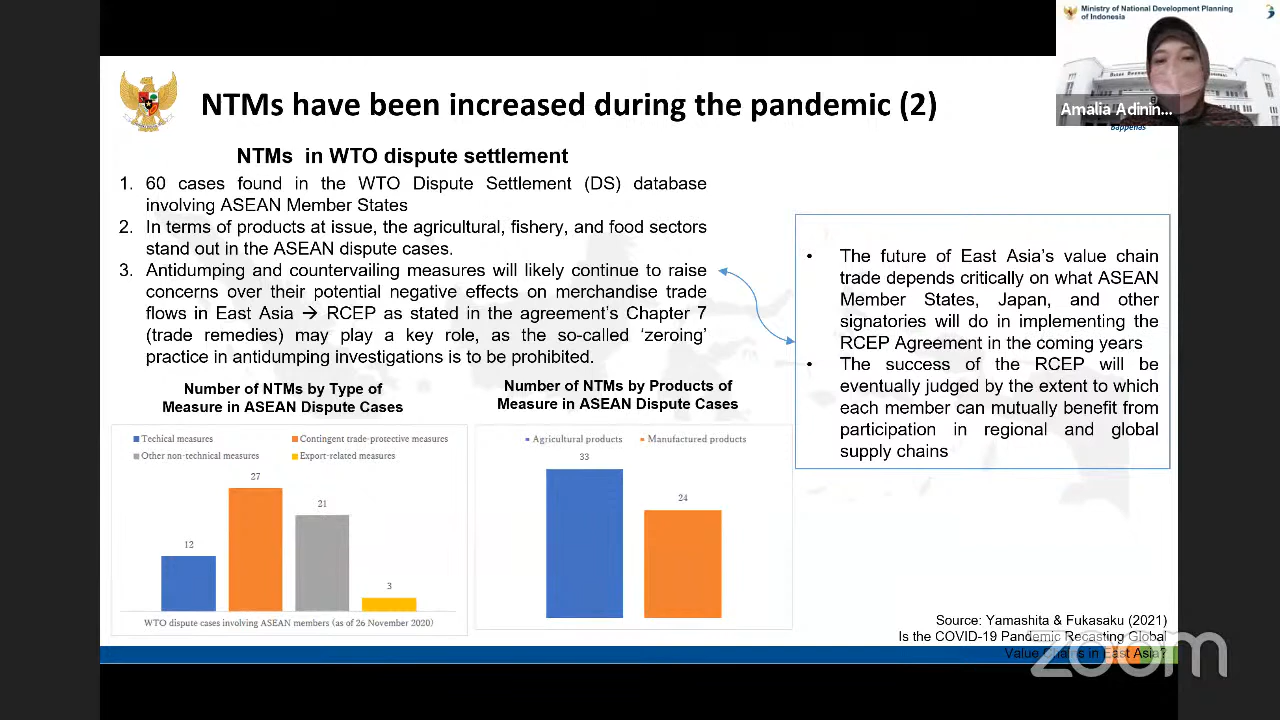 Ministry of National Development Planning
of Indonesia
Amalia Adinin...
Bappenas
NTMs have been increased during the pandemic (2)
NTMs in WTO dispute settlement
1. 60 cases found in the WTO Dispute Settlement (DS) database
involving ASEAN Member States
2. In terms of products at issue, the agricultural, fishery, and food sectors
stand out in the ASEAN dispute cases.
3. Antidumping and countervailing measures will likely continue to raise
concerns over their potential negative effects on merchandise trade
flows in East Asia → RCEP as stated in the agreement's Chapter 7
(trade remedies) may play a key role, as the so-called 'zeroing'
practice in antidumping investigations is to be prohibited.
• The future of East Asia's value chain
trade depends critically on what ASEAN
Member States, Japan, and other
signatories will do in implementing the
RCEP Agreement in the coming years
• The success of the RCEP will be
eventually judged by the extent to which
each member can mutually benefit from
participation in regional and global
supply chains
Number of NTMs by Type of
Measure in ASEAN Dispute Cases
Techical measures
Contingent trade-protective measures
Other non-technical measures
Export-related measures
12
27
21
3
WTO dispute cases involving ASEAN members (as of 26 November 2020)
Number of NTMs by Products of
Measure in ASEAN Dispute Cases
Agricultural products
Manufactured products
33
24
Source: Yamashita & Fukasaku (2021)
Is the COVID-19 Pandemic Recasting Global
Value Chains in East Asia?
zoom